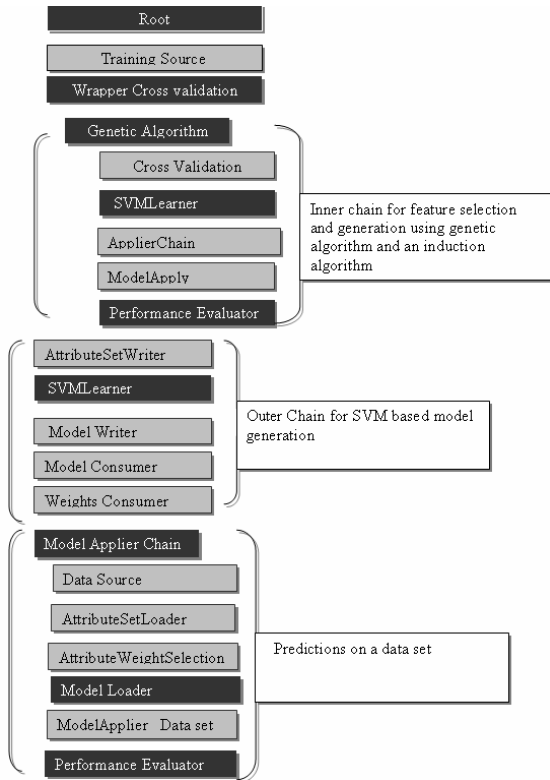 Root
Training Source
Wrapper Cross validation
Genetic Algorithm
Cross Validation
SVMLearner
ApplierChain
ModelApply
Performance Evaluator
Inner chain for feature selection
and generation using genetic
algorithm and an induction
algorithm
AttributeSetWriter
SVMLearner
Model Writer
Model Consumer
Weights Consumer
Outer Chain for SVM based model
generation
Model Applier Chain
Data Source
AttributeSetLoader
AttributeWeightSelection
Model Loader
ModelApplier Data set
Performance Evaluator
Predictions on a data set